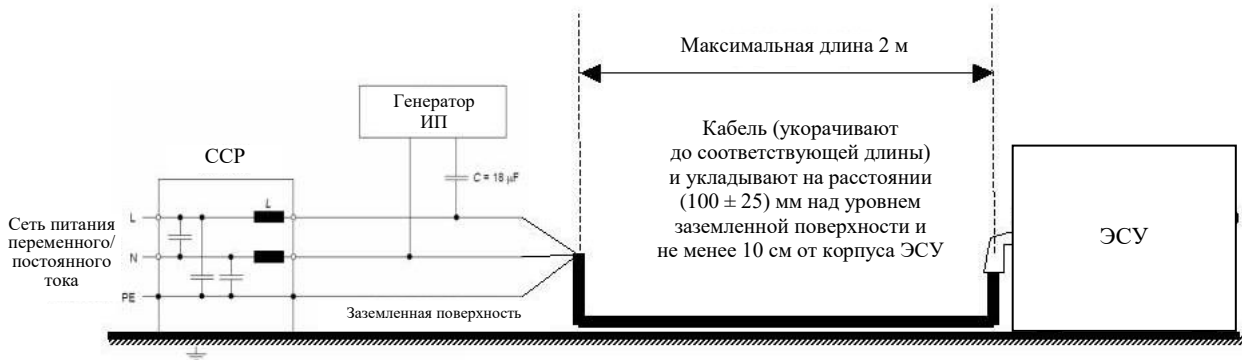 Максимальная длина 2 м
Генератор
ИП
ССР
C = 18 µF
Кабель (укорачивают
до соответствующей длины)
и укладывают на расстоянии
(100 ± 25) мм над уровнем
заземленной поверхности и
не менее 10 см от корпуса ЭСУ
ЭСУ
L
L
Сеть питания
переменного/
постоянного
тока
N
PE
Заземленная поверхность